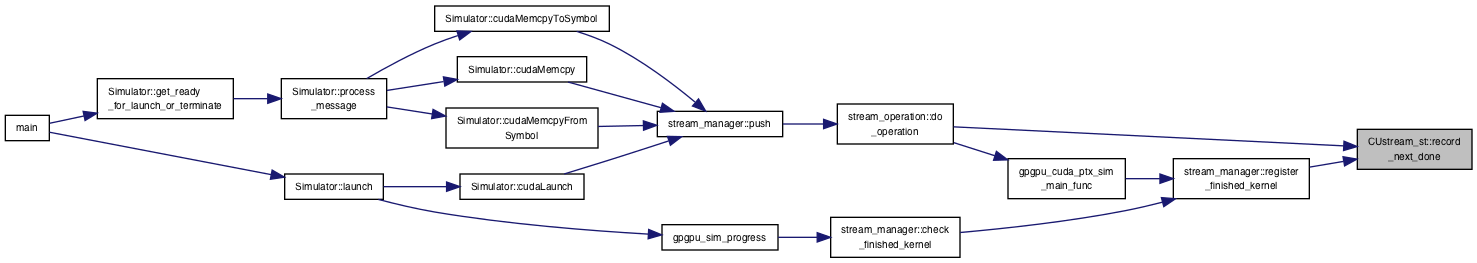 Simulator::cudaMemcpyToSymbol
Simulator::get_ready
_for_launch_or_terminate
Simulator::process
_message
Simulator::cudaMemcpy
main
Simulator::cudaMemcpyFrom
Symbol
stream_manager::push
stream_operation::do
_operation
CUstream_st::record
_next_done
Simulator::launch
Simulator::cudaLaunch
gpgpu_cuda_ptx_sim
_main_func
stream_manager::register
_finished_kernel
gpgpu_sim_progress
stream_manager::check
_finished_kernel